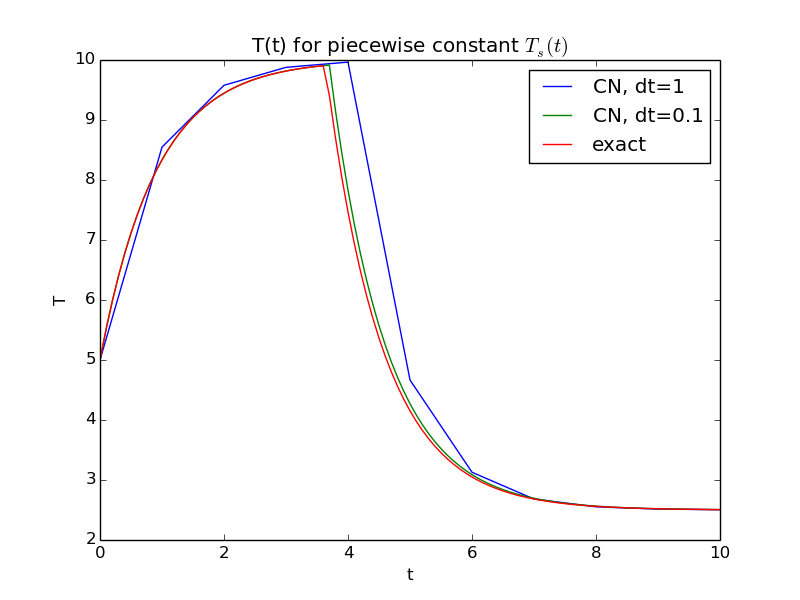 T(t) for piecewise constant T_s(t)
10
9
8
7
6
5
4
3
2
T
CN, dt=1
CN, dt=0.1
exact
0 2 4 6 8 10
t